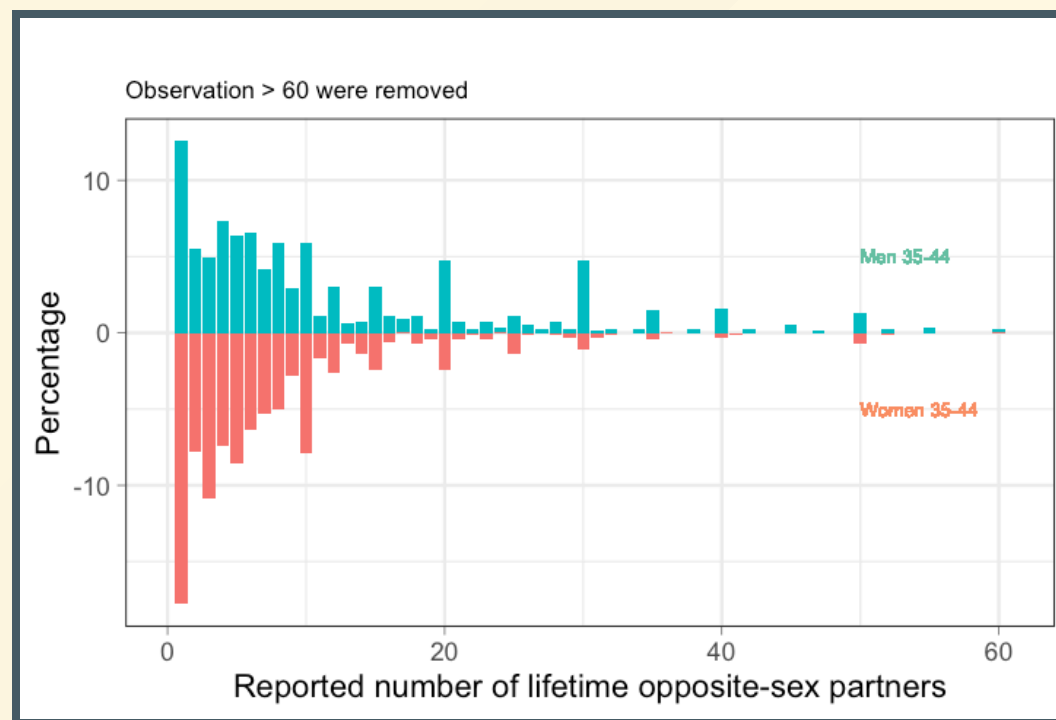 Observation > 60 were removed
10
0
-10
Percentage
Men 35-44
Women 35-44
0
20
40
60
Reported number of lifetime opposite-sex partners